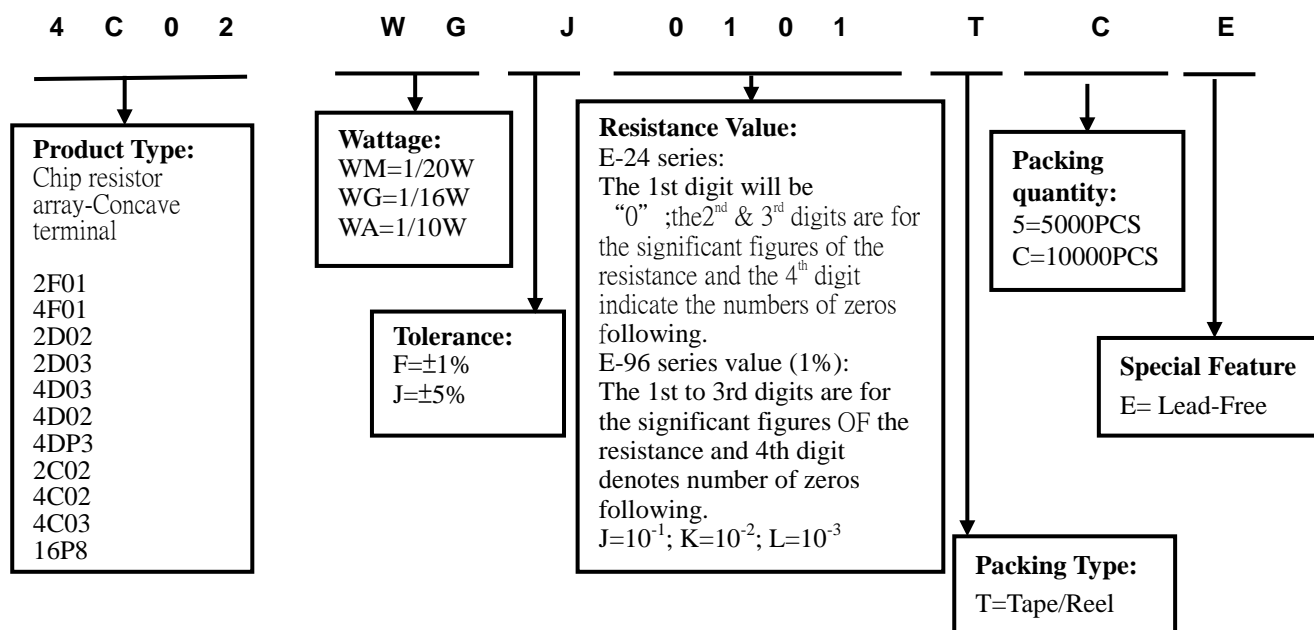 4 C 0 2 W G J 0 1 0 1 T C E
Product Type:
Chip resistor
array-Concave
terminal
2F01
4F01
2D02
2D03
4D03
4D02
4DP3
2C02
4C02
4C03
16P8
Wattage:
WM=1/20W
WG=1/16W
WA=1/10W
Tolerance:
F=±1%
J=±5%
Resistance Value:
E-24 series:
The 1st digit will be
“0” ;the2nd & 3rd digits are for
the significant figures of the
resistance and the 4th digit
indicate the numbers of zeros
following.
E-96 series value (1%):
The 1st to 3rd digits are for
the significant figures OF the
resistance and 4th digit
denotes number of zeros
following.
J=10-1; K=10-2; L=10-3
Packing Type:
T=Tape/Reel
Packing
quantity:
5=5000PCS
C=10000PCS
Special Feature
E= Lead-Free